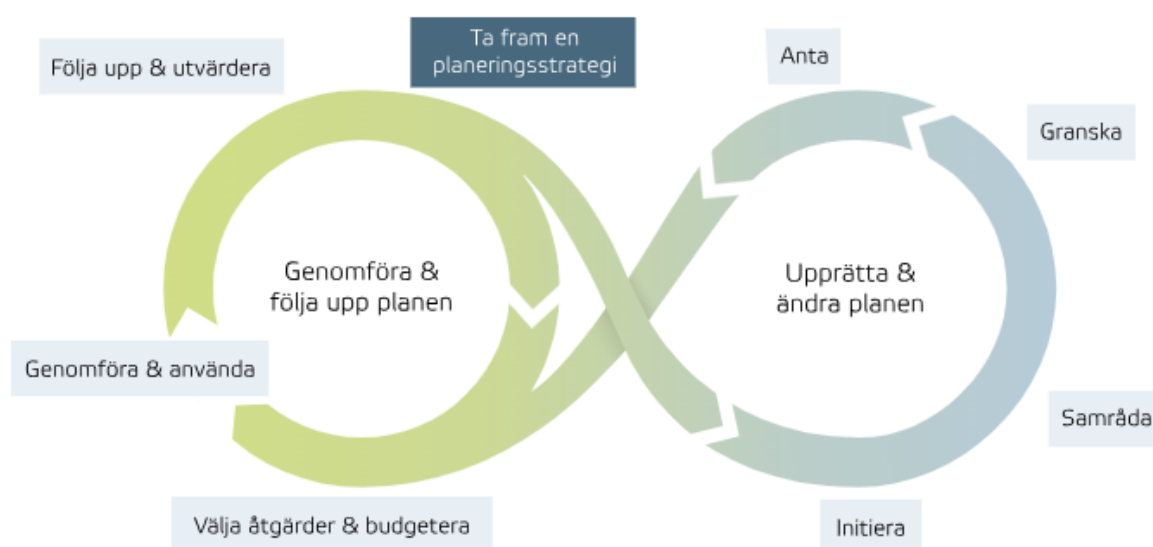 Ta fram en
planeringsstrategi
Följa upp & utvärdera
Anta
Granska
Genomföra &
följa upp planen
Upprätta &
ändra planen
Genomföra & använda
Samråda
Välja åtgärder & budgetera
Initiera